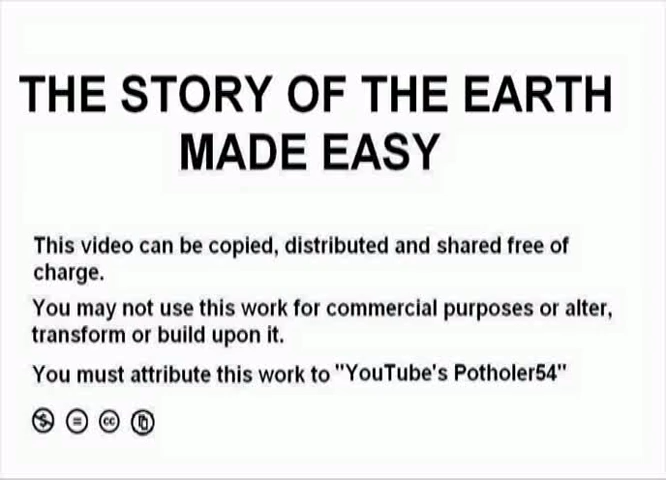 THE STORY OF THE EARTH
MADE EASY
This video can be copied, distributed and shared free of
charge.
You may not use this work for commercial purposes or alter,
transform or build upon it.
You must attribute this work to "YouTube's Potholer54"
$ = cc